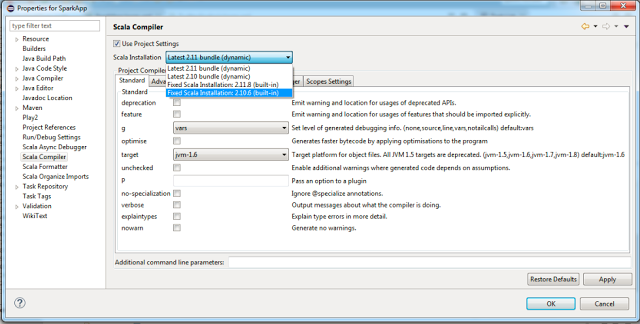 Properties for SparkApp
type filter text
Scala Compiler
Resource
Builders
Java Build Path
Java Code Style
Java Compiler
Java Editor
Javadoc Location
Maven
Play2
Project References
Run/Debug Settings
Scala Async Debugger
Scala Compiler
Scala Formatter
Scala Organize Imports
Task Repository
Task Tags
Validation
WikiText
Use Project Settings
Scala Installation Latest 2.11 bundle (dynamic)
Latest 2.11 bundle (dynamic)
Latest 2.10 bundle (dynamic)
Fixed Scala Installation: 2.11.8 (built-in)
Fixed Scala Installation: 2.10.6 (built-in)
Project Compiler
Standard Scopes Settings
Standard
deprecation Emit warning and location for usages of deprecated APIs.
feature Emit warning and location for usages of features that should be imported explicitly.
g vars Set level of generated debugging info. (none,source,line,vars,notailcalls) default:vars
optimise Generates faster bytecode by applying optimisations to the program
target jvm-1.6 Target platform for object files. All JVM 1.5 targets are deprecated. (jvm-1.5,jvm-1.6,jvm-1.7,jvm-1.8) default:jvm-1.6
unchecked Enable additional warnings where generated code depends on assumptions.
P Pass an option to a plugin
no-specialization Ignore @specialize annotations.
verbose Output messages about what the compiler is doing.
explaintypes Explain type errors in more detail.
nowarn Generate no warnings.
Additional command line parameters:
Restore Defaults Apply
OK Cancel